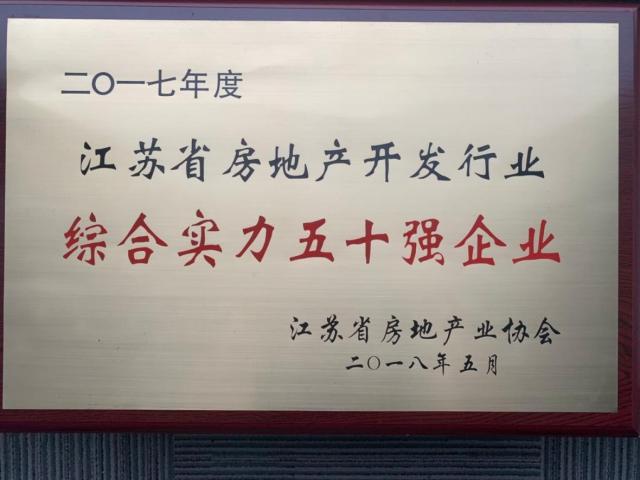 二〇一七年度
江苏省房地产开发行业
综合实力五十强企业
江苏省房地产业协会
二〇一八年五月